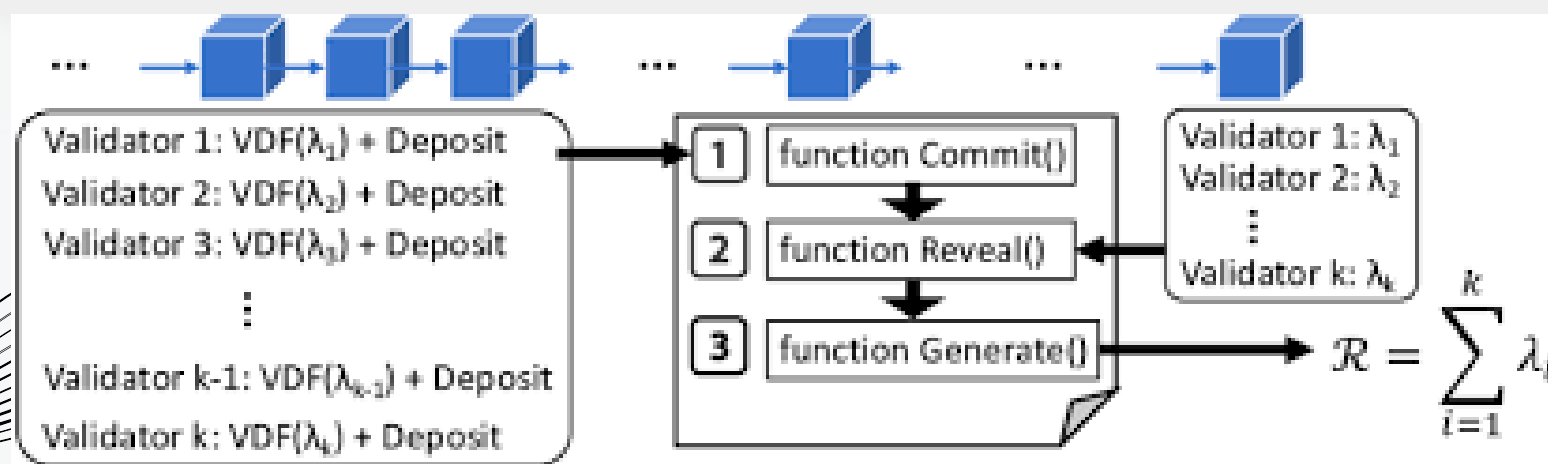 ... ... ...
Validator 1: VDF(λ₁) + Deposit
Validator 2: VDF(λ₂) + Deposit
Validator 3: VDF(λ₃) + Deposit
⋮
Validator k-1: VDF(λₖ₋₁) + Deposit
Validator k: VDF(λₖ) + Deposit
1 function Commit()
2 function Reveal()
3 function Generate()
Validator 1: λ₁
Validator 2: λ₂
⋮
Validator k: λₖ
ℛ = ∑ᵢ₌₁ᵏ λᵢ